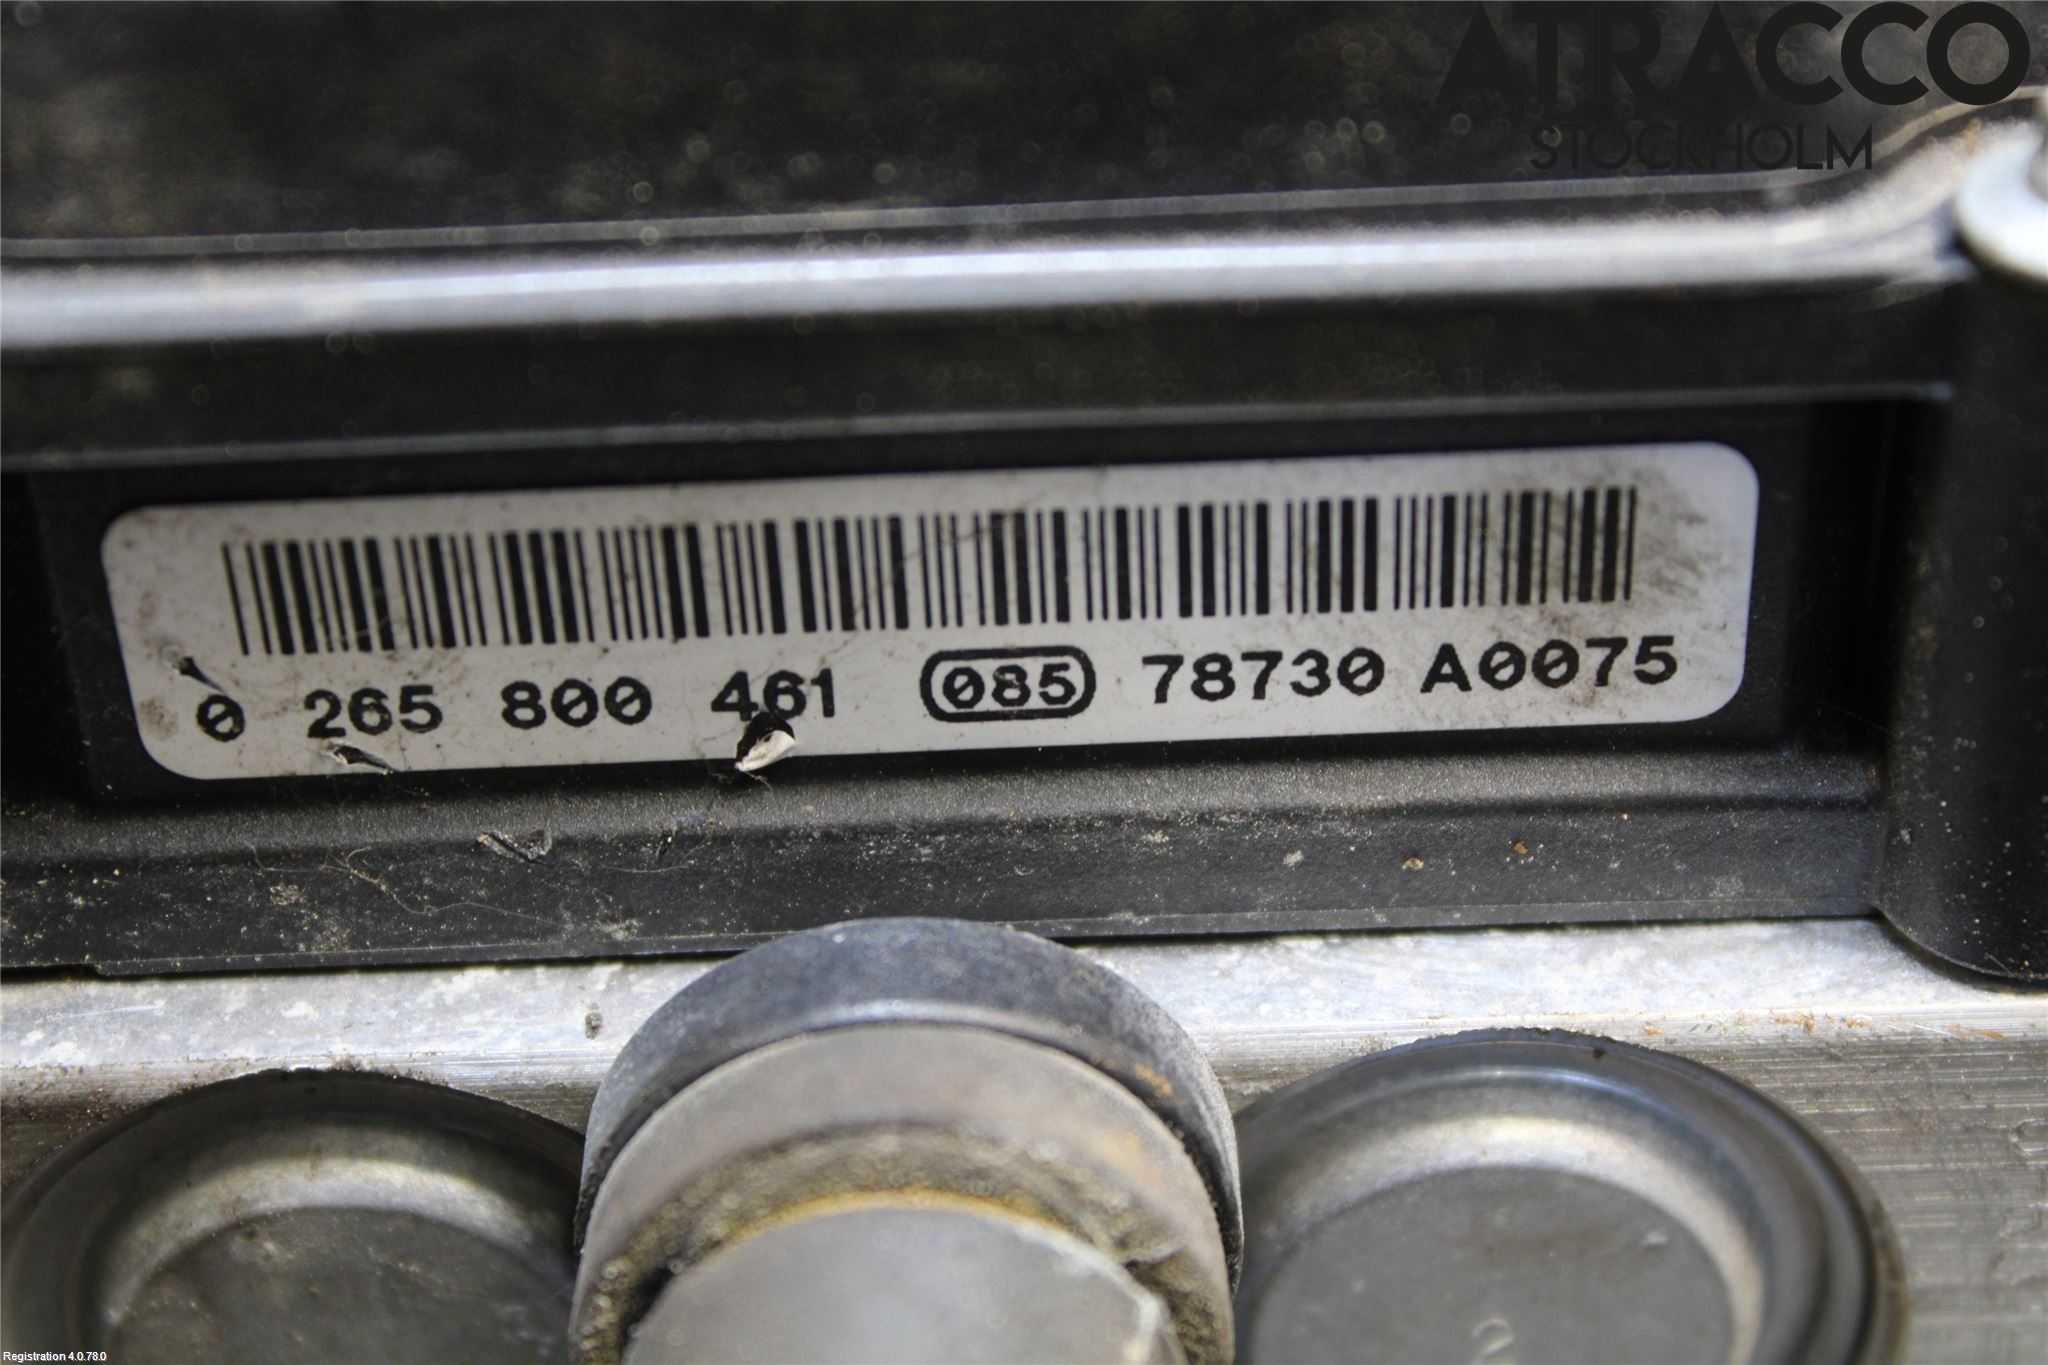 ATRACCO
STOCKHOLM
0 265 800 461 085 78730 A0075
Registration 4.0.78.0